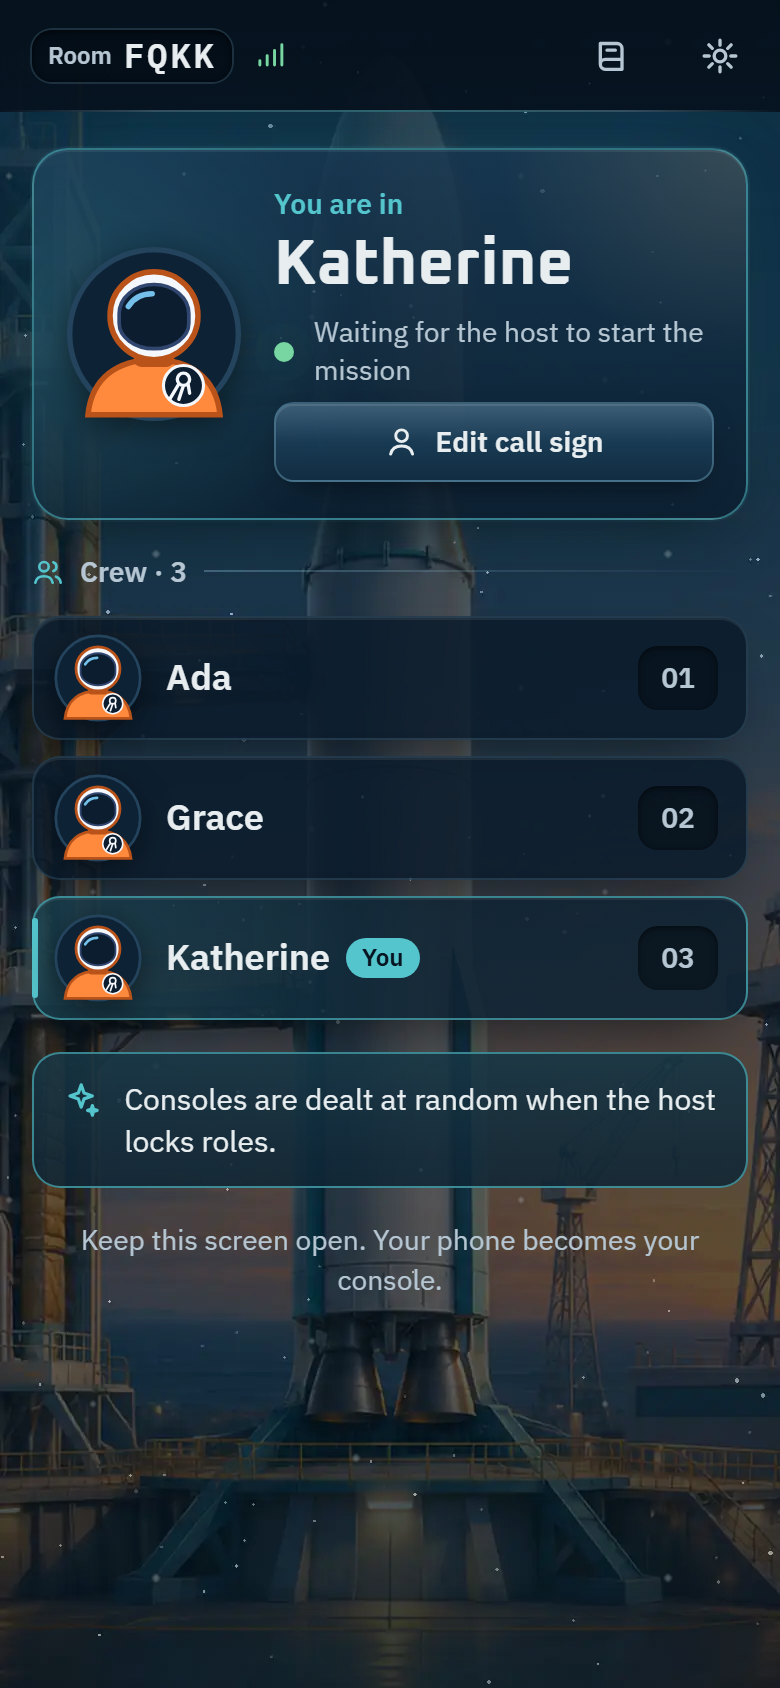 Room FQKK
You are in
Katherine
Waiting for the host to start the
mission
Edit call sign
Crew · 3
Ada
01
Grace
02
Katherine You
03
Consoles are dealt at random when the host
locks roles.
Keep this screen open. Your phone becomes your
console.